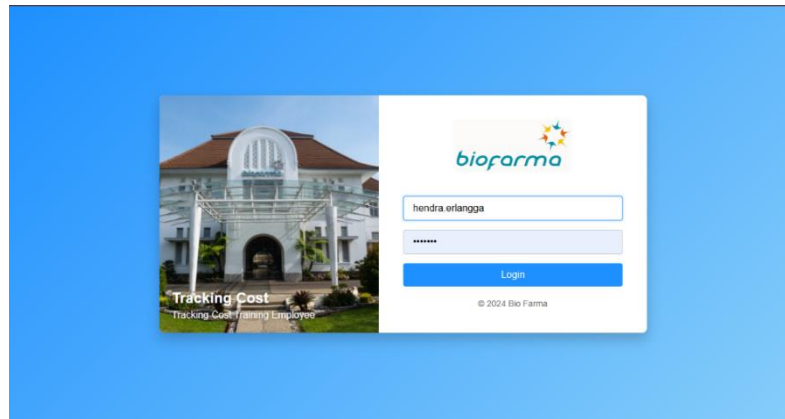 biofarma
hendra.erlangga
•••••••
Login
© 2024 Bio Farma
Tracking Cost
Tracking Cost Training Employee